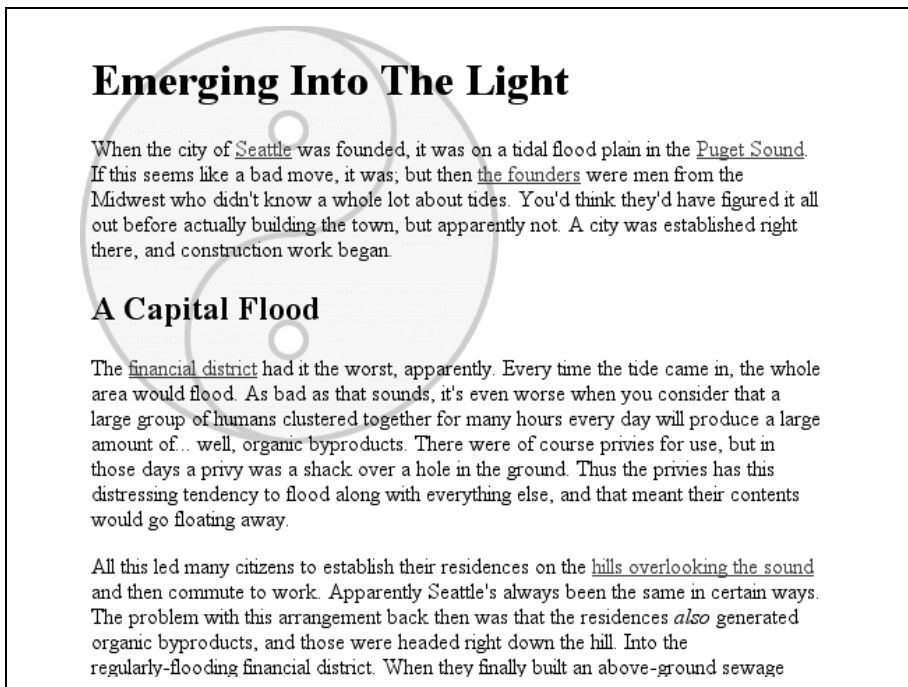 Emerging Into The Light
When the city of Seattle was founded, it was on a tidal flood plain in the Puget Sound.
If this seems like a bad move, it was; but then the founders were men from the
Midwest who didn't know a whole lot about tides. You'd think they'd have figured it all
out before actually building the town, but apparently not. A city was established right
there, and construction work began.
A Capital Flood
The financial district had it the worst, apparently. Every time the tide came in, the whole
area would flood. As bad as that sounds, it's even worse when you consider that a
large group of humans clustered together for many hours every day will produce a large
amount of... well, organic byproducts. There were of course privies for use, but in
those days a privy was a shack over a hole in the ground. Thus the privies has this
distressing tendency to flood along with everything else, and that meant their contents
would go floating away.
All this led many citizens to establish their residences on the hills overlooking the sound
and then commute to work. Apparently Seattle's always been the same in certain ways.
The problem with this arrangement back then was that the residences also generated
organic byproducts, and those were headed right down the hill. Into the
regularly-flooding financial district. When they finally built an above-ground sewage